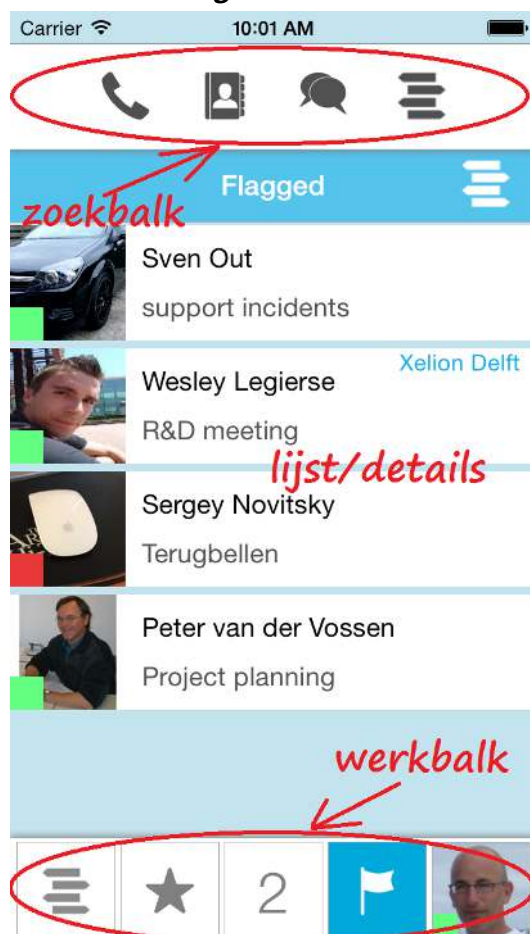 Carrier 10:01 AM
Flagged
zoekbalk
Sven Out
support incidents
Xelion Delft
Wesley Legierse
R&D meeting
lijst/details
Sergey Novitsky
Terugbellen
Peter van der Vossen
Project planning
werkbalk
2